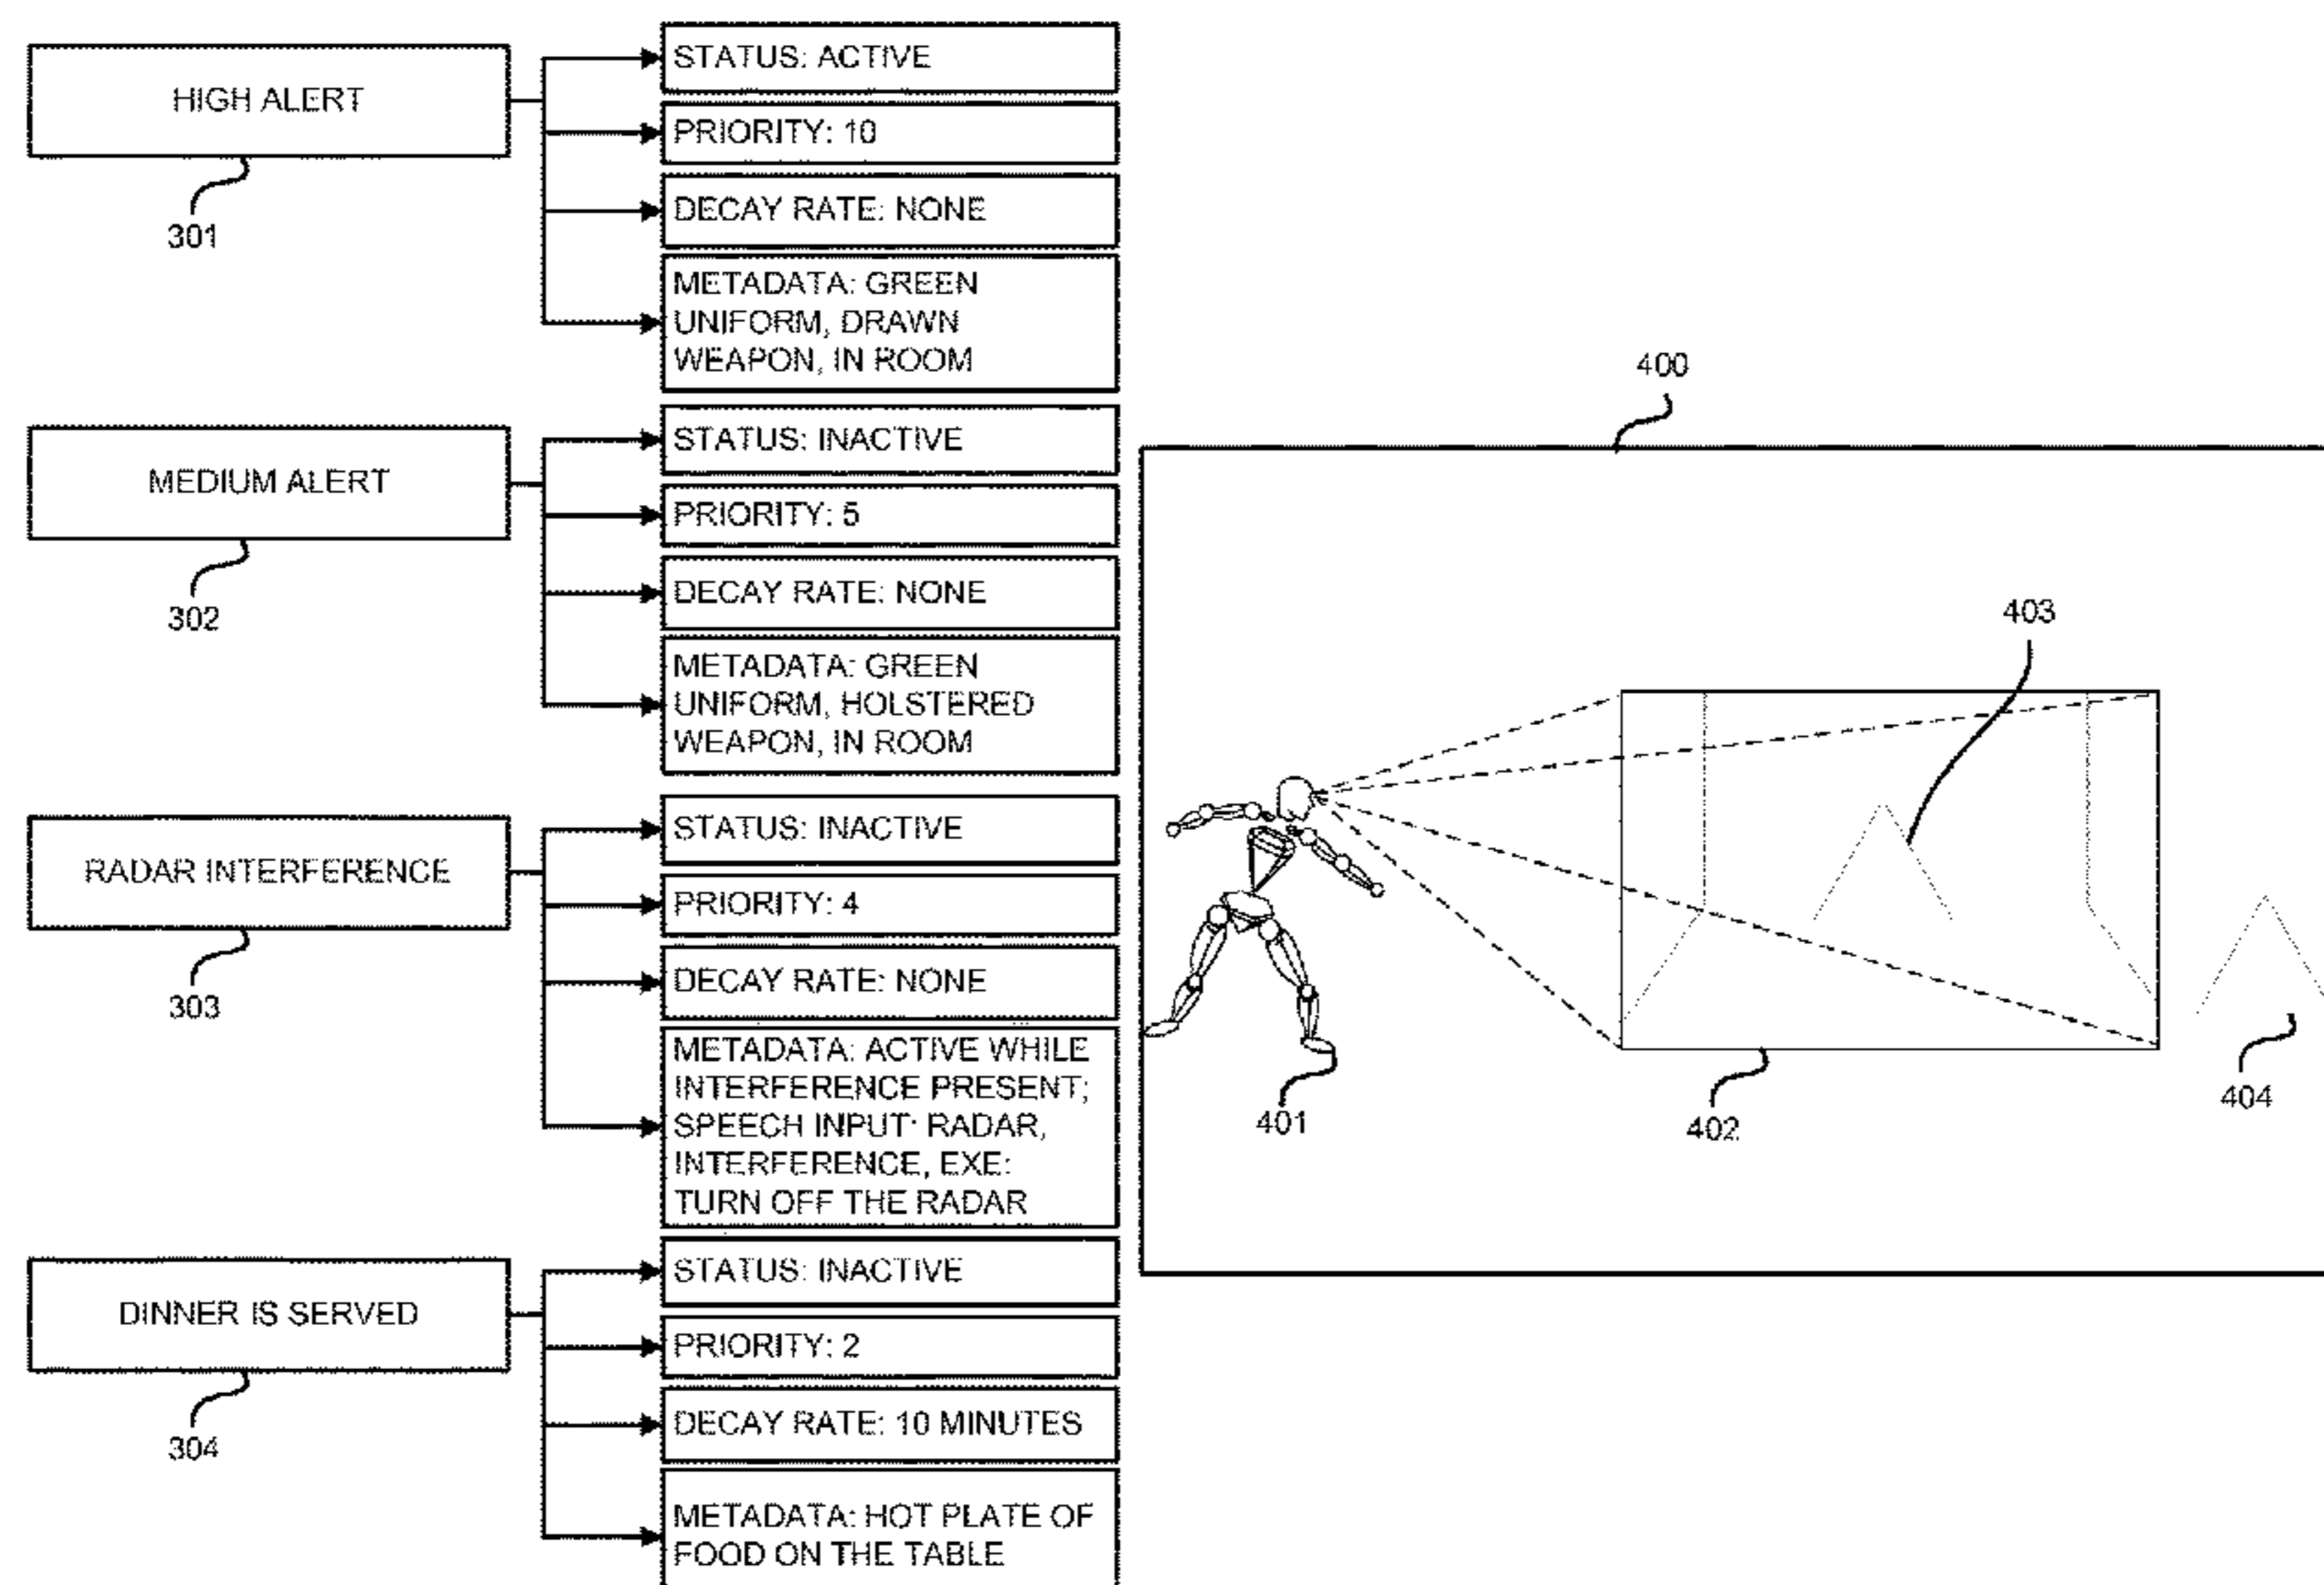 HIGH ALERT
301
STATUS: ACTIVE
PRIORITY: 10
DECAY RATE: NONE
METADATA: GREEN
UNIFORM, DRAWN
WEAPON, IN ROOM
MEDIUM ALERT
302
STATUS: INACTIVE
PRIORITY: 5
DECAY RATE: NONE
METADATA: GREEN
UNIFORM, HOLSTERED
WEAPON, IN ROOM
RADAR INTERFERENCE
303
STATUS: INACTIVE
PRIORITY: 4
DECAY RATE: NONE
METADATA: ACTIVE WHILE
INTERFERENCE PRESENT;
SPEECH INPUT: RADAR,
INTERFERENCE, EXE:
TURN OFF THE RADAR
DINNER IS SERVED
304
STATUS: INACTIVE
PRIORITY: 2
DECAY RATE: 10 MINUTES
METADATA: HOT PLATE OF
FOOD ON THE TABLE
400
403
401
402
404